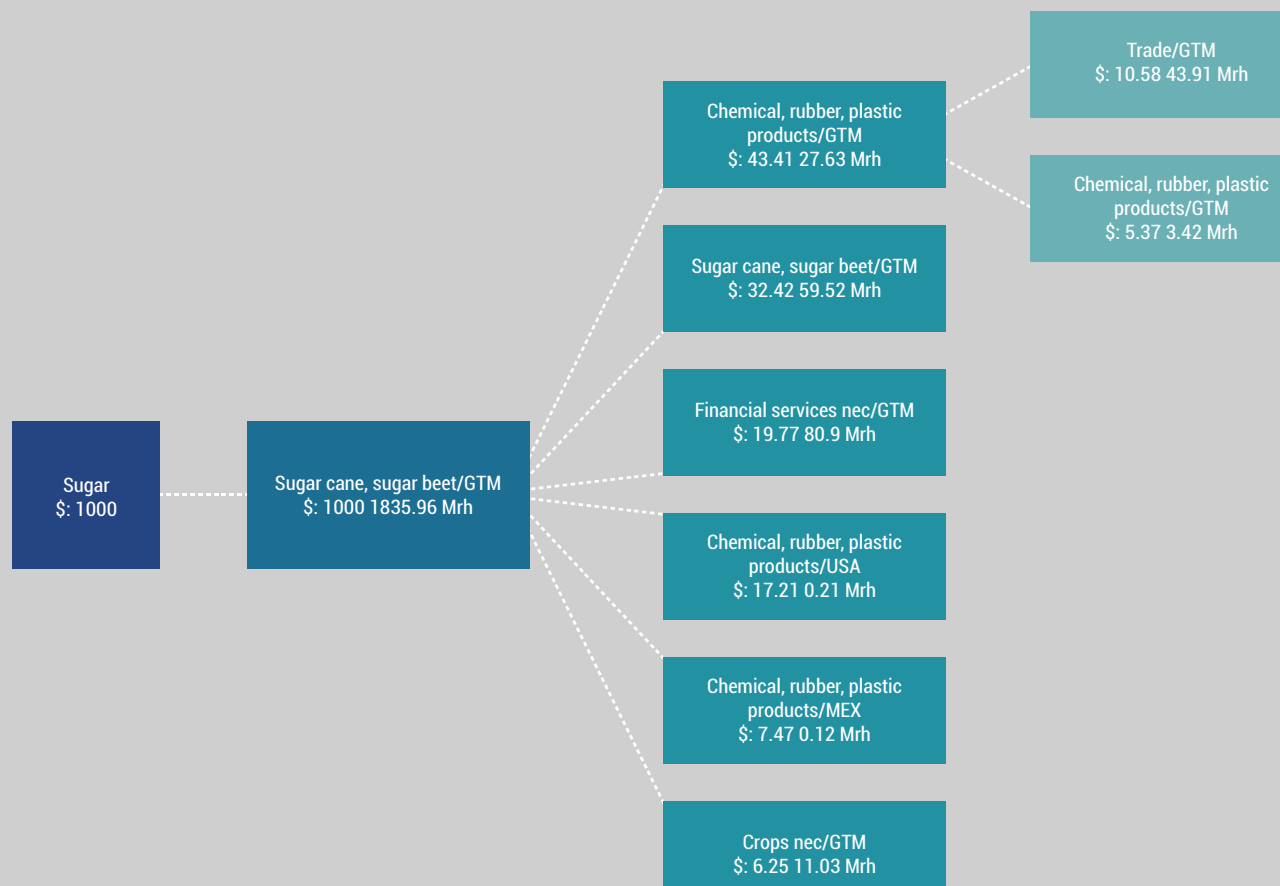 Sugar
$: 1000
Sugar cane, sugar beet/GTM
$: 1000 1835.96 Mrh
Chemical, rubber, plastic
products/GTM
$: 43.41 27.63 Mrh
Sugar cane, sugar beet/GTM
$: 32.42 59.52 Mrh
Financial services nec/GTM
$: 19.77 80.9 Mrh
Chemical, rubber, plastic
products/USA
$: 17.21 0.21 Mrh
Chemical, rubber, plastic
products/MEX
$: 7.47 0.12 Mrh
Crops nec/GTM
$: 6.25 11.03 Mrh
Trade/GTM
$: 10.58 43.91 Mrh
Chemical, rubber, plastic
products/GTM
$: 5.37 3.42 Mrh